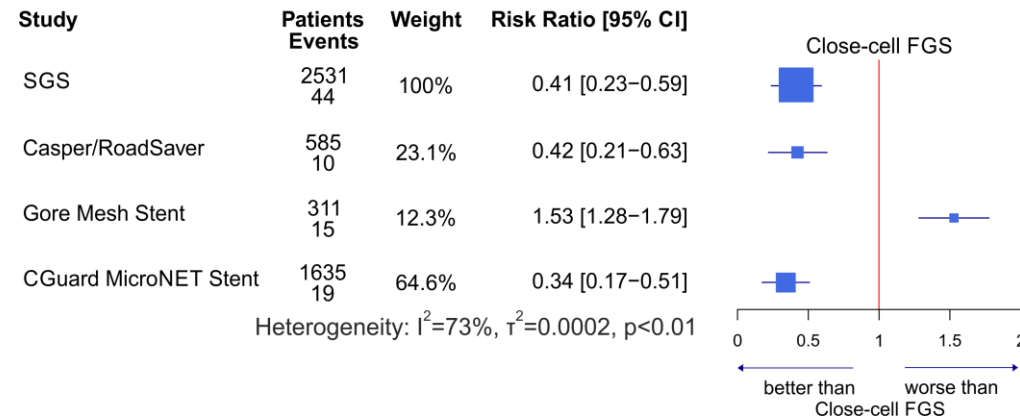 Study Patients Events Weight Risk Ratio [95% CI]
Close-cell FGS
SGS 2531 44 100% 0.41 [0.23−0.59]
Casper/RoadSaver 585 10 23.1% 0.42 [0.21−0.63]
Gore Mesh Stent 311 15 12.3% 1.53 [1.28−1.79]
CGuard MicroNET Stent 1635 19 64.6% 0.34 [0.17−0.51]
Heterogeneity: I²=73%, τ²=0.0002, p<0.01
0 0.5 1 1.5 2
better than worse than
Close-cell FGS